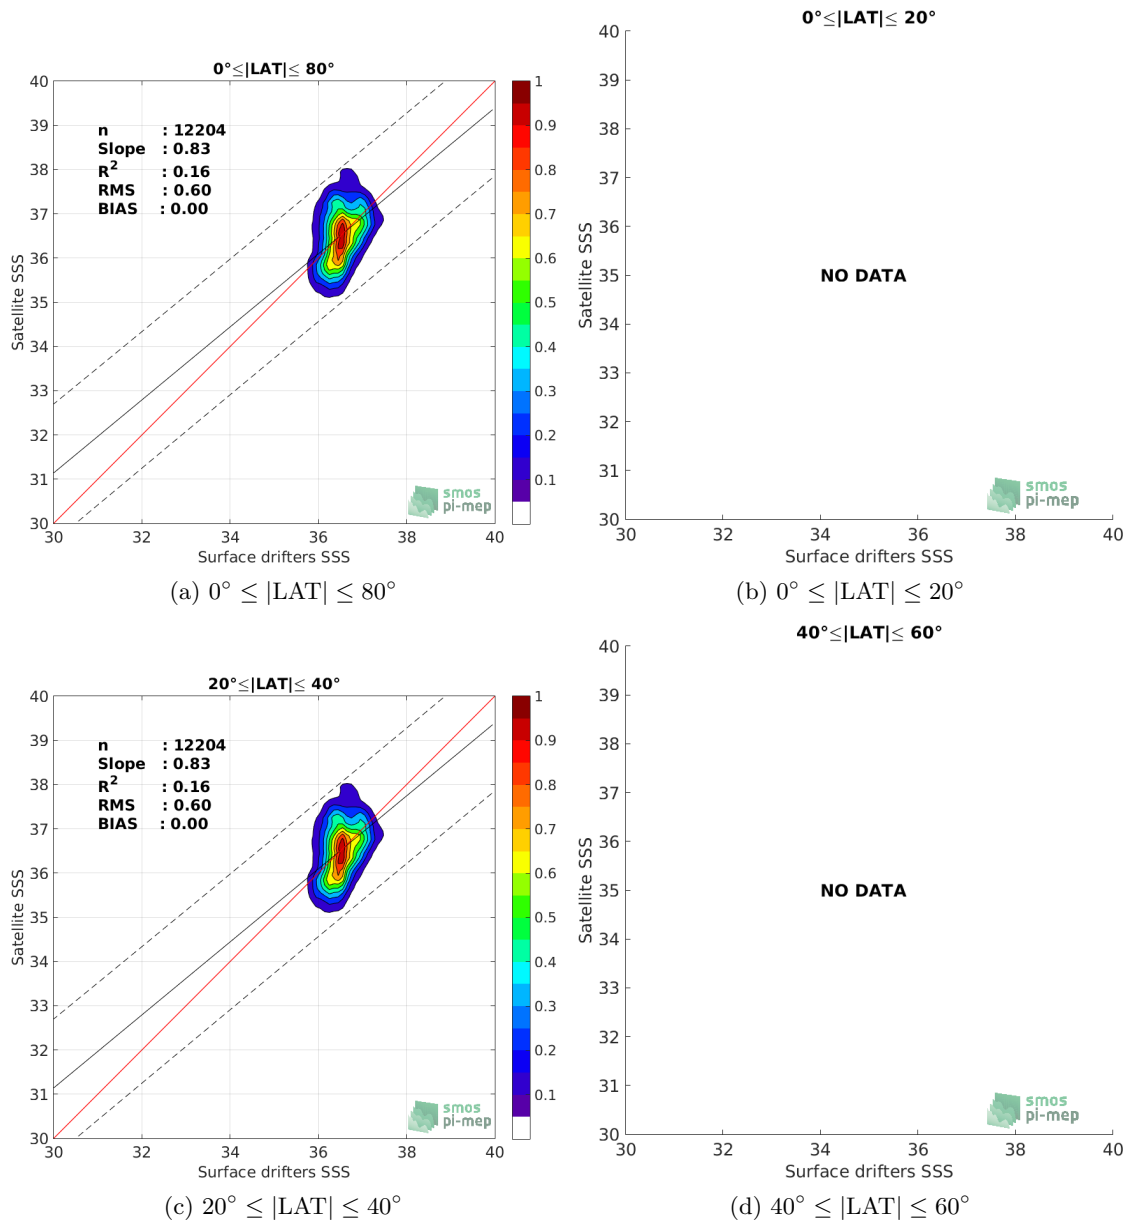 0°≤|LAT|≤ 80°
40
39
38
37
36
35
34
33
32
31
30
Satellite SSS
n : 12204
Slope : 0.83
R² : 0.16
RMS : 0.60
BIAS : 0.00
1
0.9
0.8
0.7
0.6
0.5
0.4
0.3
0.2
0.1
smos
pi-mep
30 32 34 36 38 40
Surface drifters SSS
(a) 0° ≤ |LAT| ≤ 80°
0°≤|LAT|≤ 20°
40
39
38
37
36
35
34
33
32
31
30
Satellite SSS
NO DATA
smos
pi-mep
30 32 34 36 38 40
Surface drifters SSS
(b) 0° ≤ |LAT| ≤ 20°
20°≤|LAT|≤ 40°
40
39
38
37
36
35
34
33
32
31
30
Satellite SSS
n : 12204
Slope : 0.83
R² : 0.16
RMS : 0.60
BIAS : 0.00
1
0.9
0.8
0.7
0.6
0.5
0.4
0.3
0.2
0.1
smos
pi-mep
30 32 34 36 38 40
Surface drifters SSS
(c) 20° ≤ |LAT| ≤ 40°
40°≤|LAT|≤ 60°
40
39
38
37
36
35
34
33
32
31
30
Satellite SSS
NO DATA
smos
pi-mep
30 32 34 36 38 40
Surface drifters SSS
(d) 40° ≤ |LAT| ≤ 60°